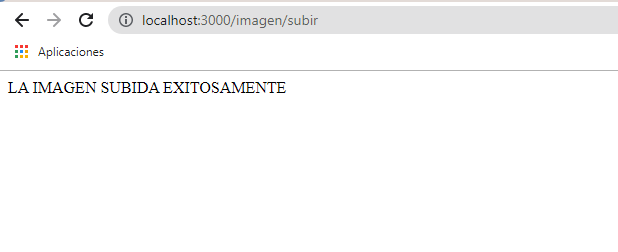 localhost:3000/imagen/subir
Aplicaciones
LA IMAGEN SUBIDA EXITOSAMENTE